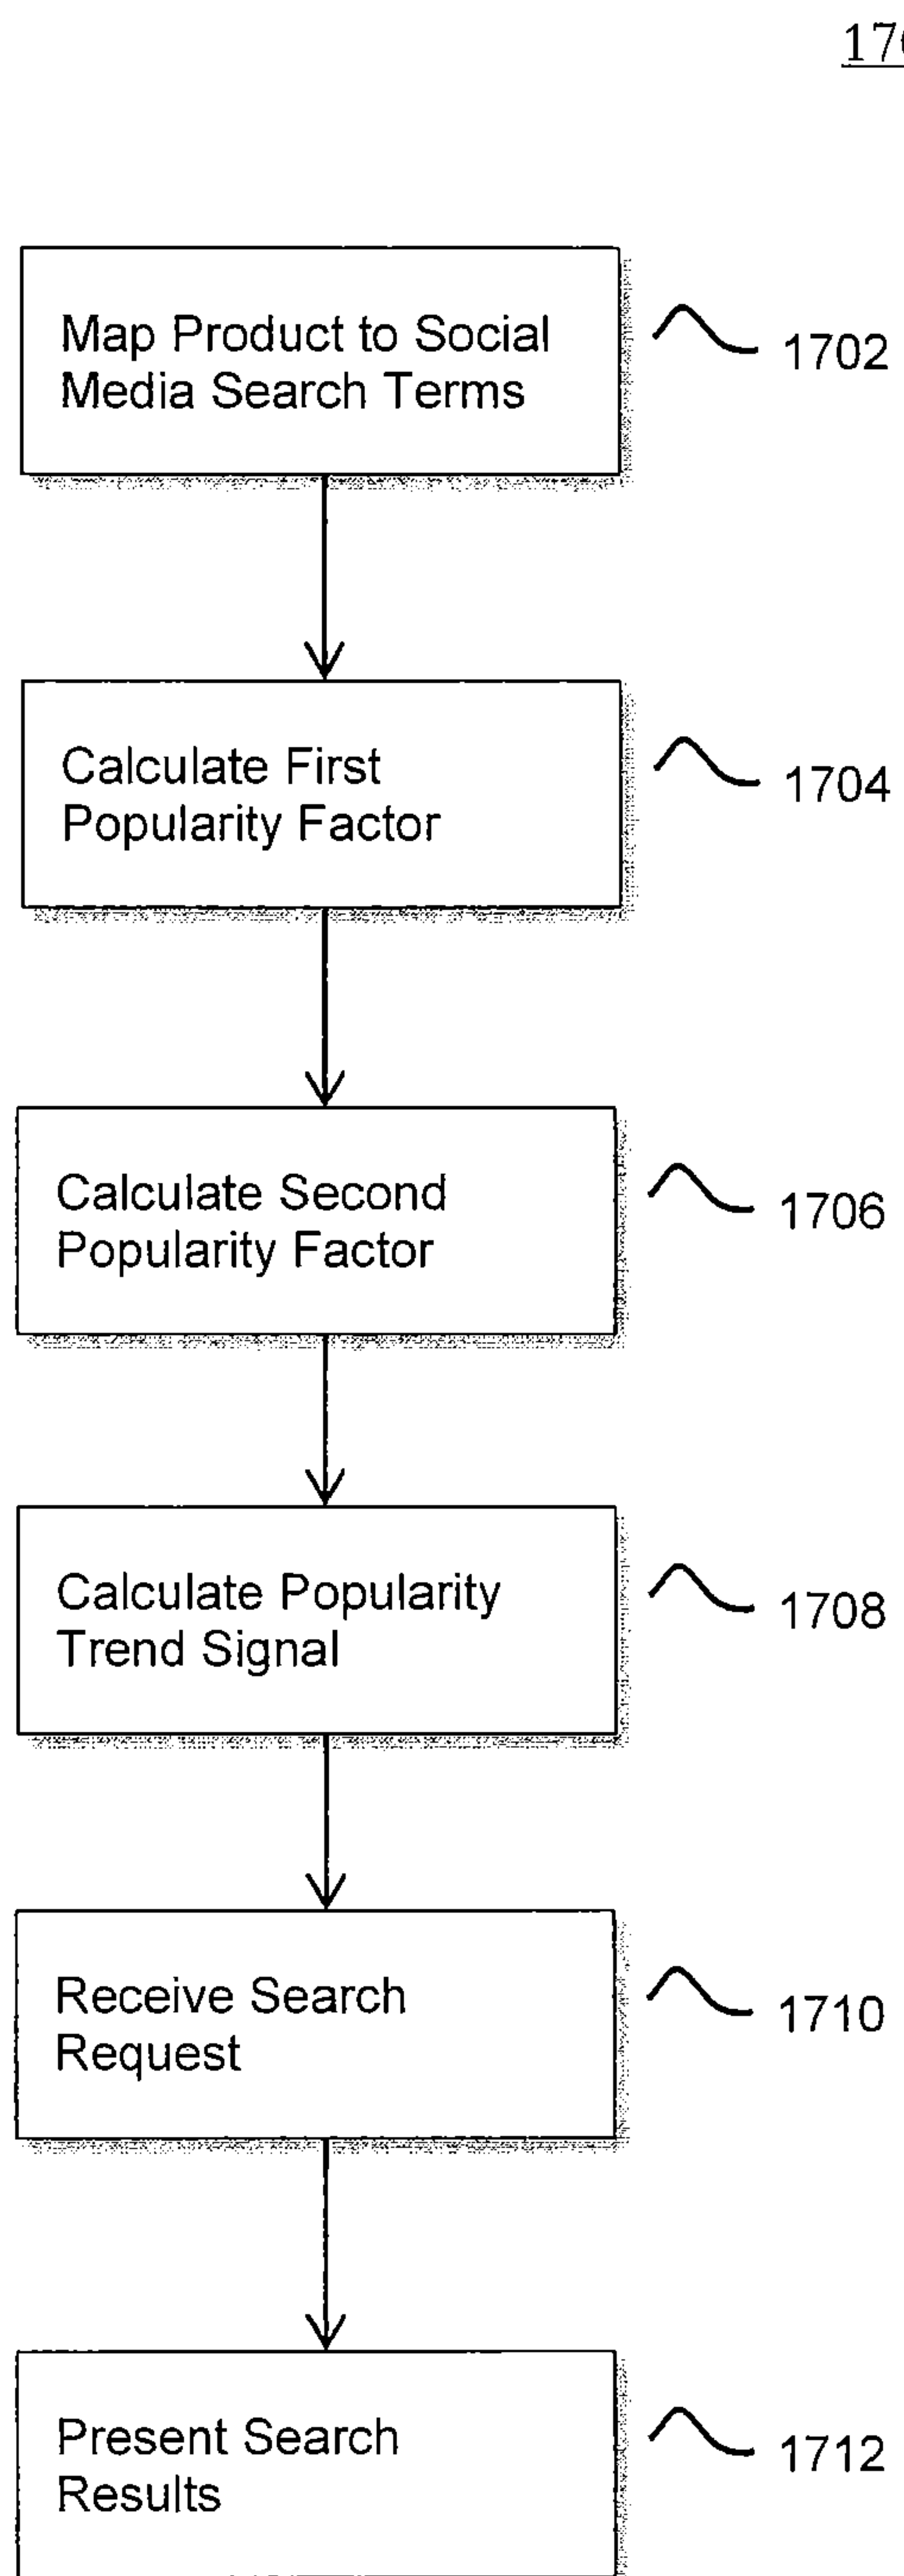 Map Product to Social
Media Search Terms
1702
Calculate First
Popularity Factor
1704
Calculate Second
Popularity Factor
1706
Calculate Popularity
Trend Signal
1708
Receive Search
Request
1710
Present Search
Results
1712